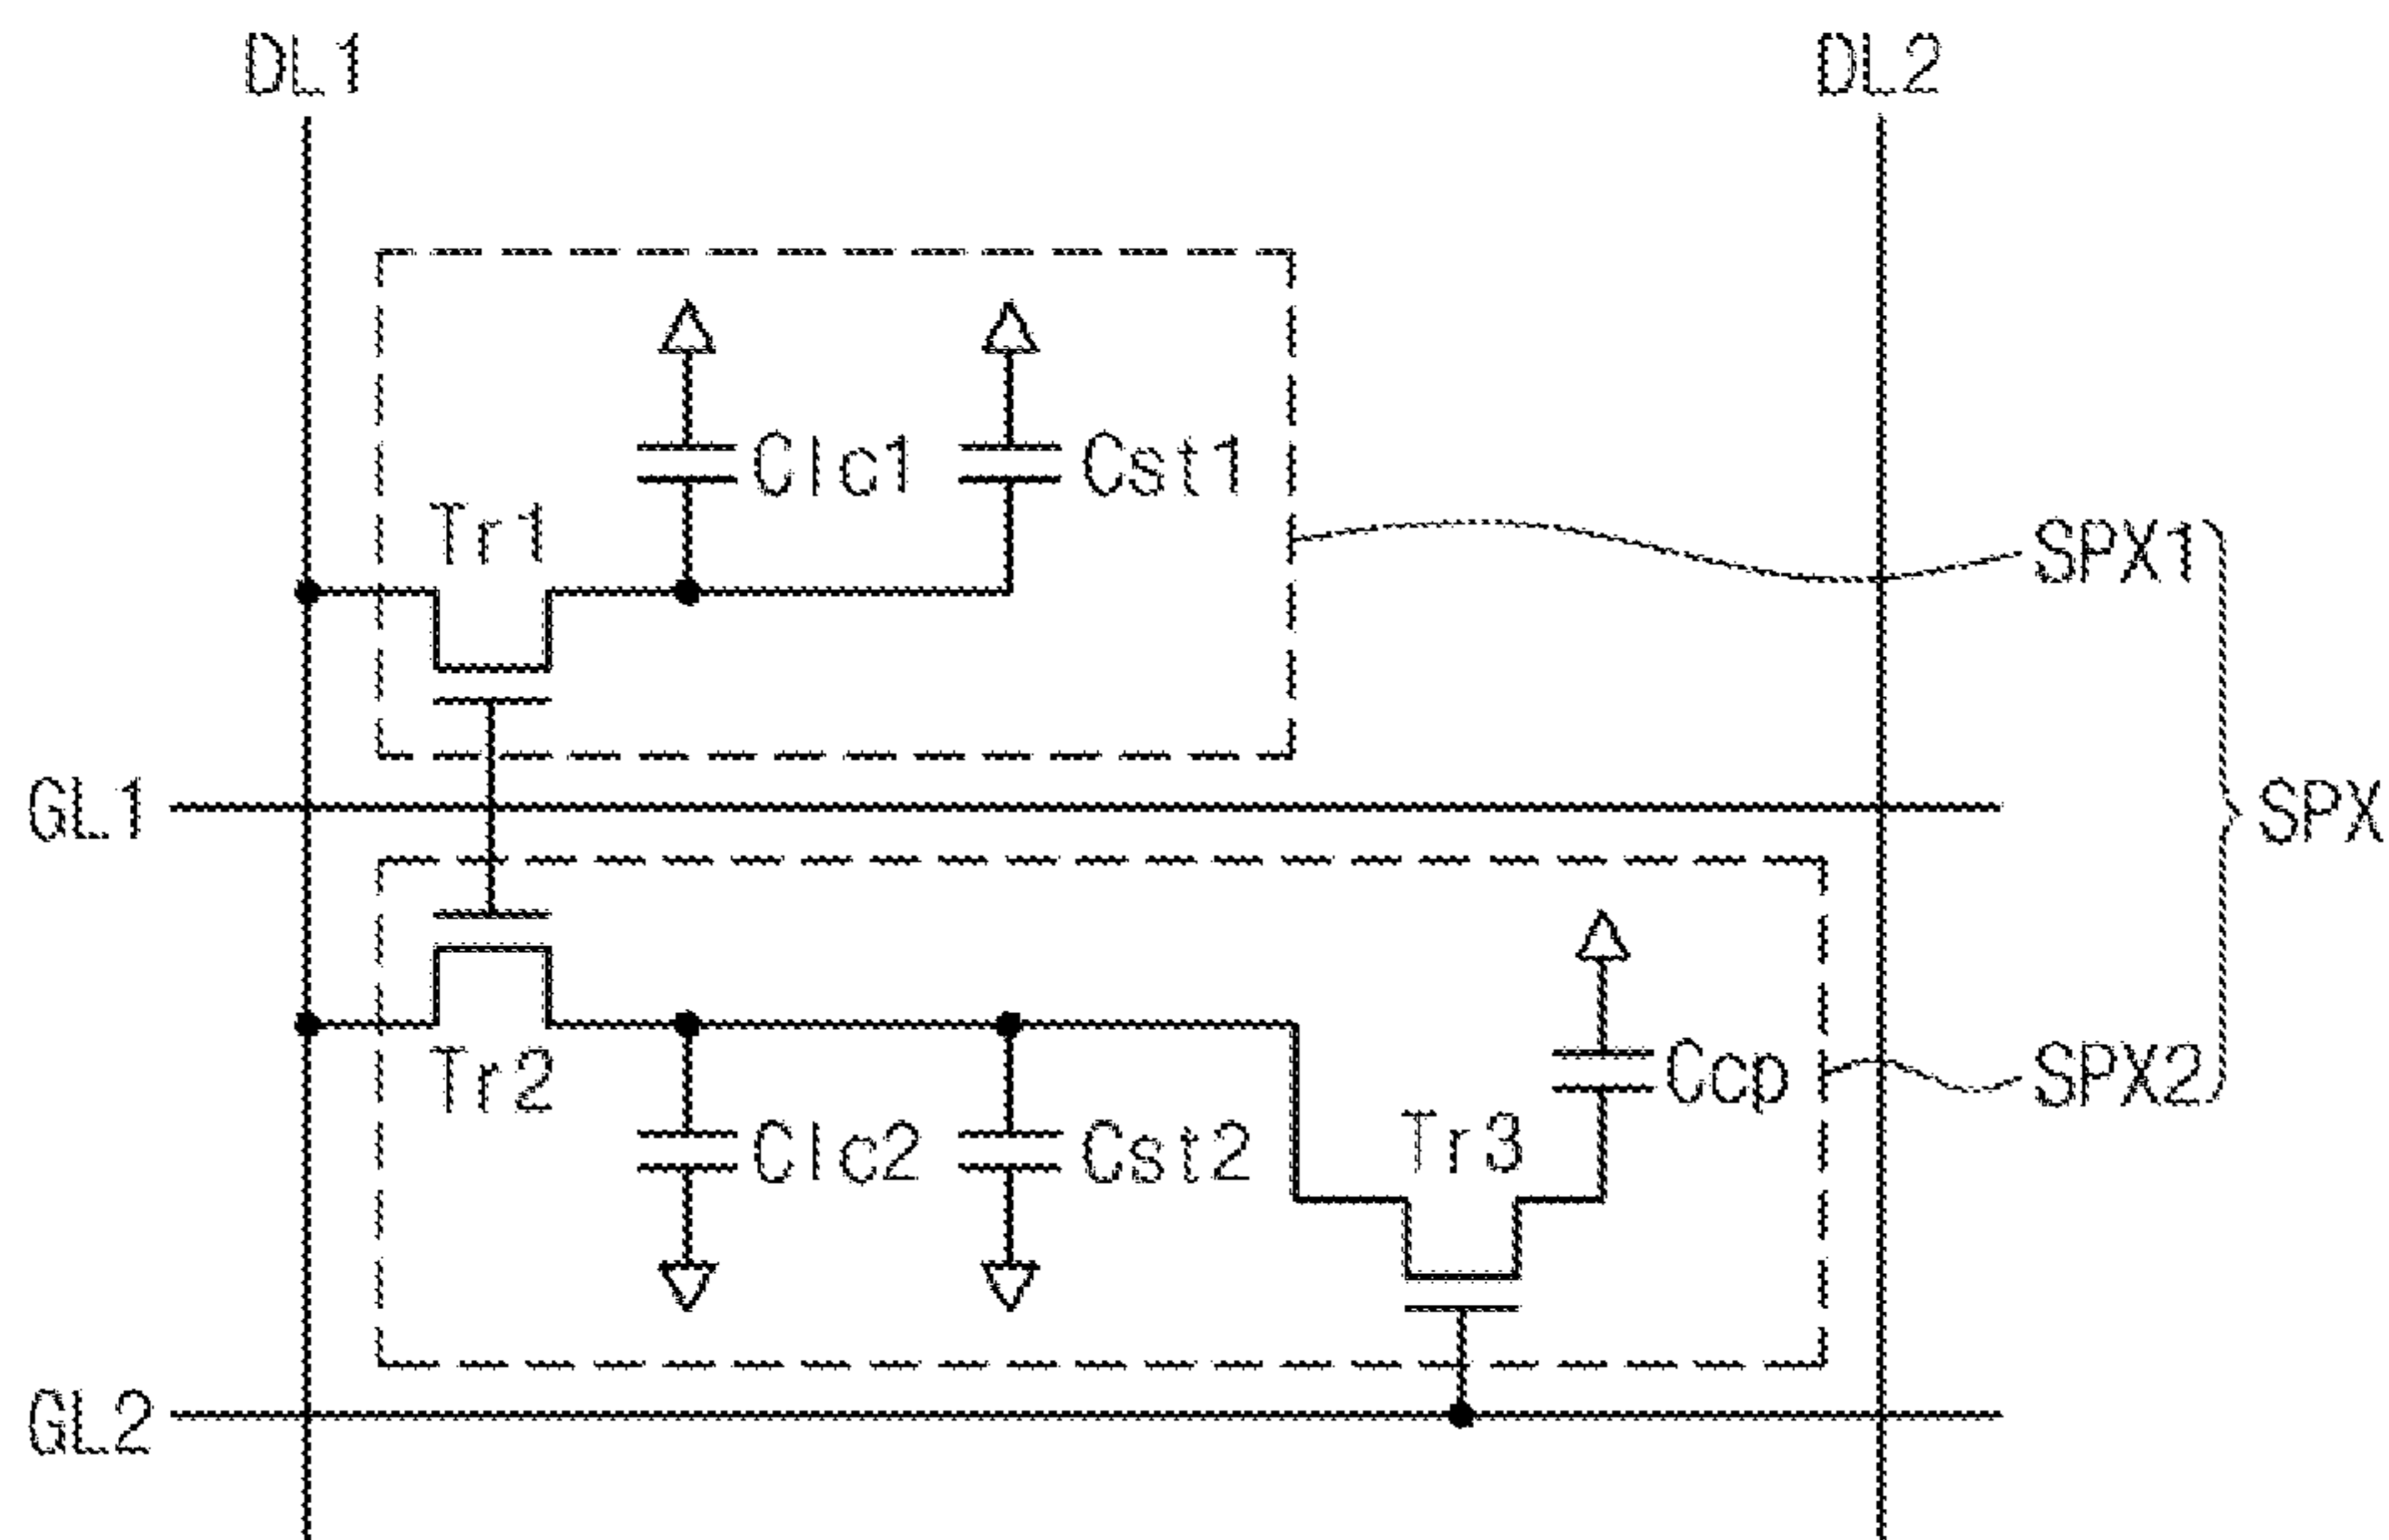 DL1
DL2
Clc1
Cst1
Tr1
SPX1
GL1
SPX
Tr2
Ccp
SPX2
Clc2
Cst2
Tr3
GL2